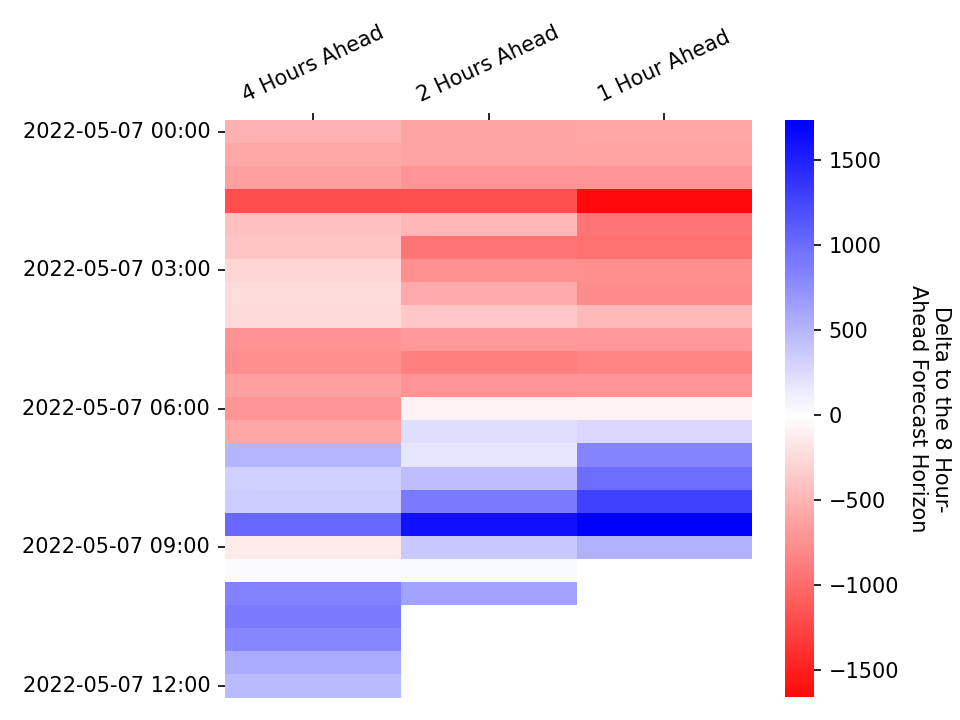 4 Hours Ahead
2 Hours Ahead
1 Hour Ahead
2022-05-07 00:00
2022-05-07 03:00
2022-05-07 06:00
2022-05-07 09:00
2022-05-07 12:00
1500
1000
500
0
−500
−1000
−1500
Delta to the 8 Hour-
Ahead Forecast Horizon